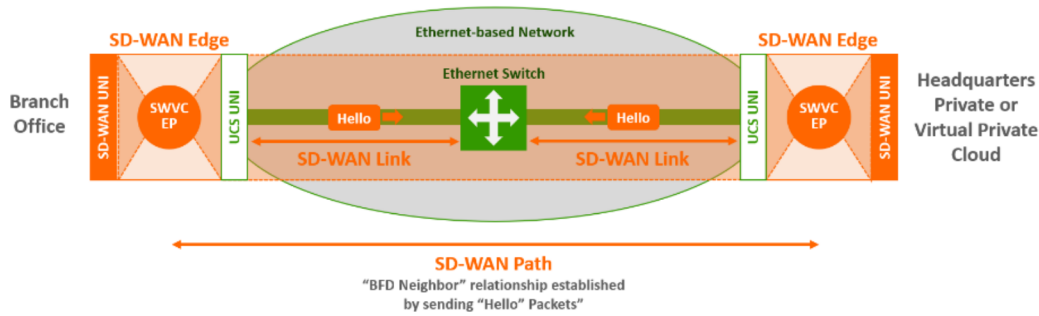 Ethernet-based Network
SD-WAN Edge
SD-WAN Edge
Ethernet Switch
Branch
Office
SD-WAN UNI
SWVC
EP
UCS UNI
Hello
Hello
UCS UNI
SWVC
EP
SD-WAN UNI
Headquarters
Private or
Virtual Private
Cloud
SD-WAN Link
SD-WAN Link
SD-WAN Path
“BFD Neighbor” relationship established
by sending “Hello” Packets”